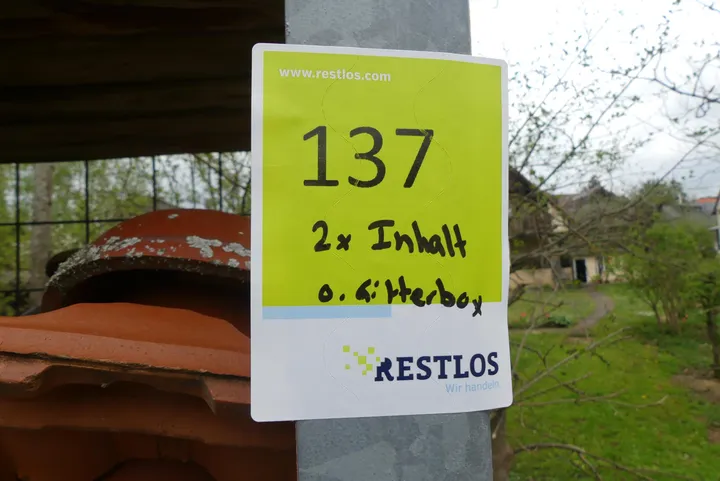 www.restlos.com
137
2x Inhalt
o. Gitterbox
RESTLOS
Wir handeln